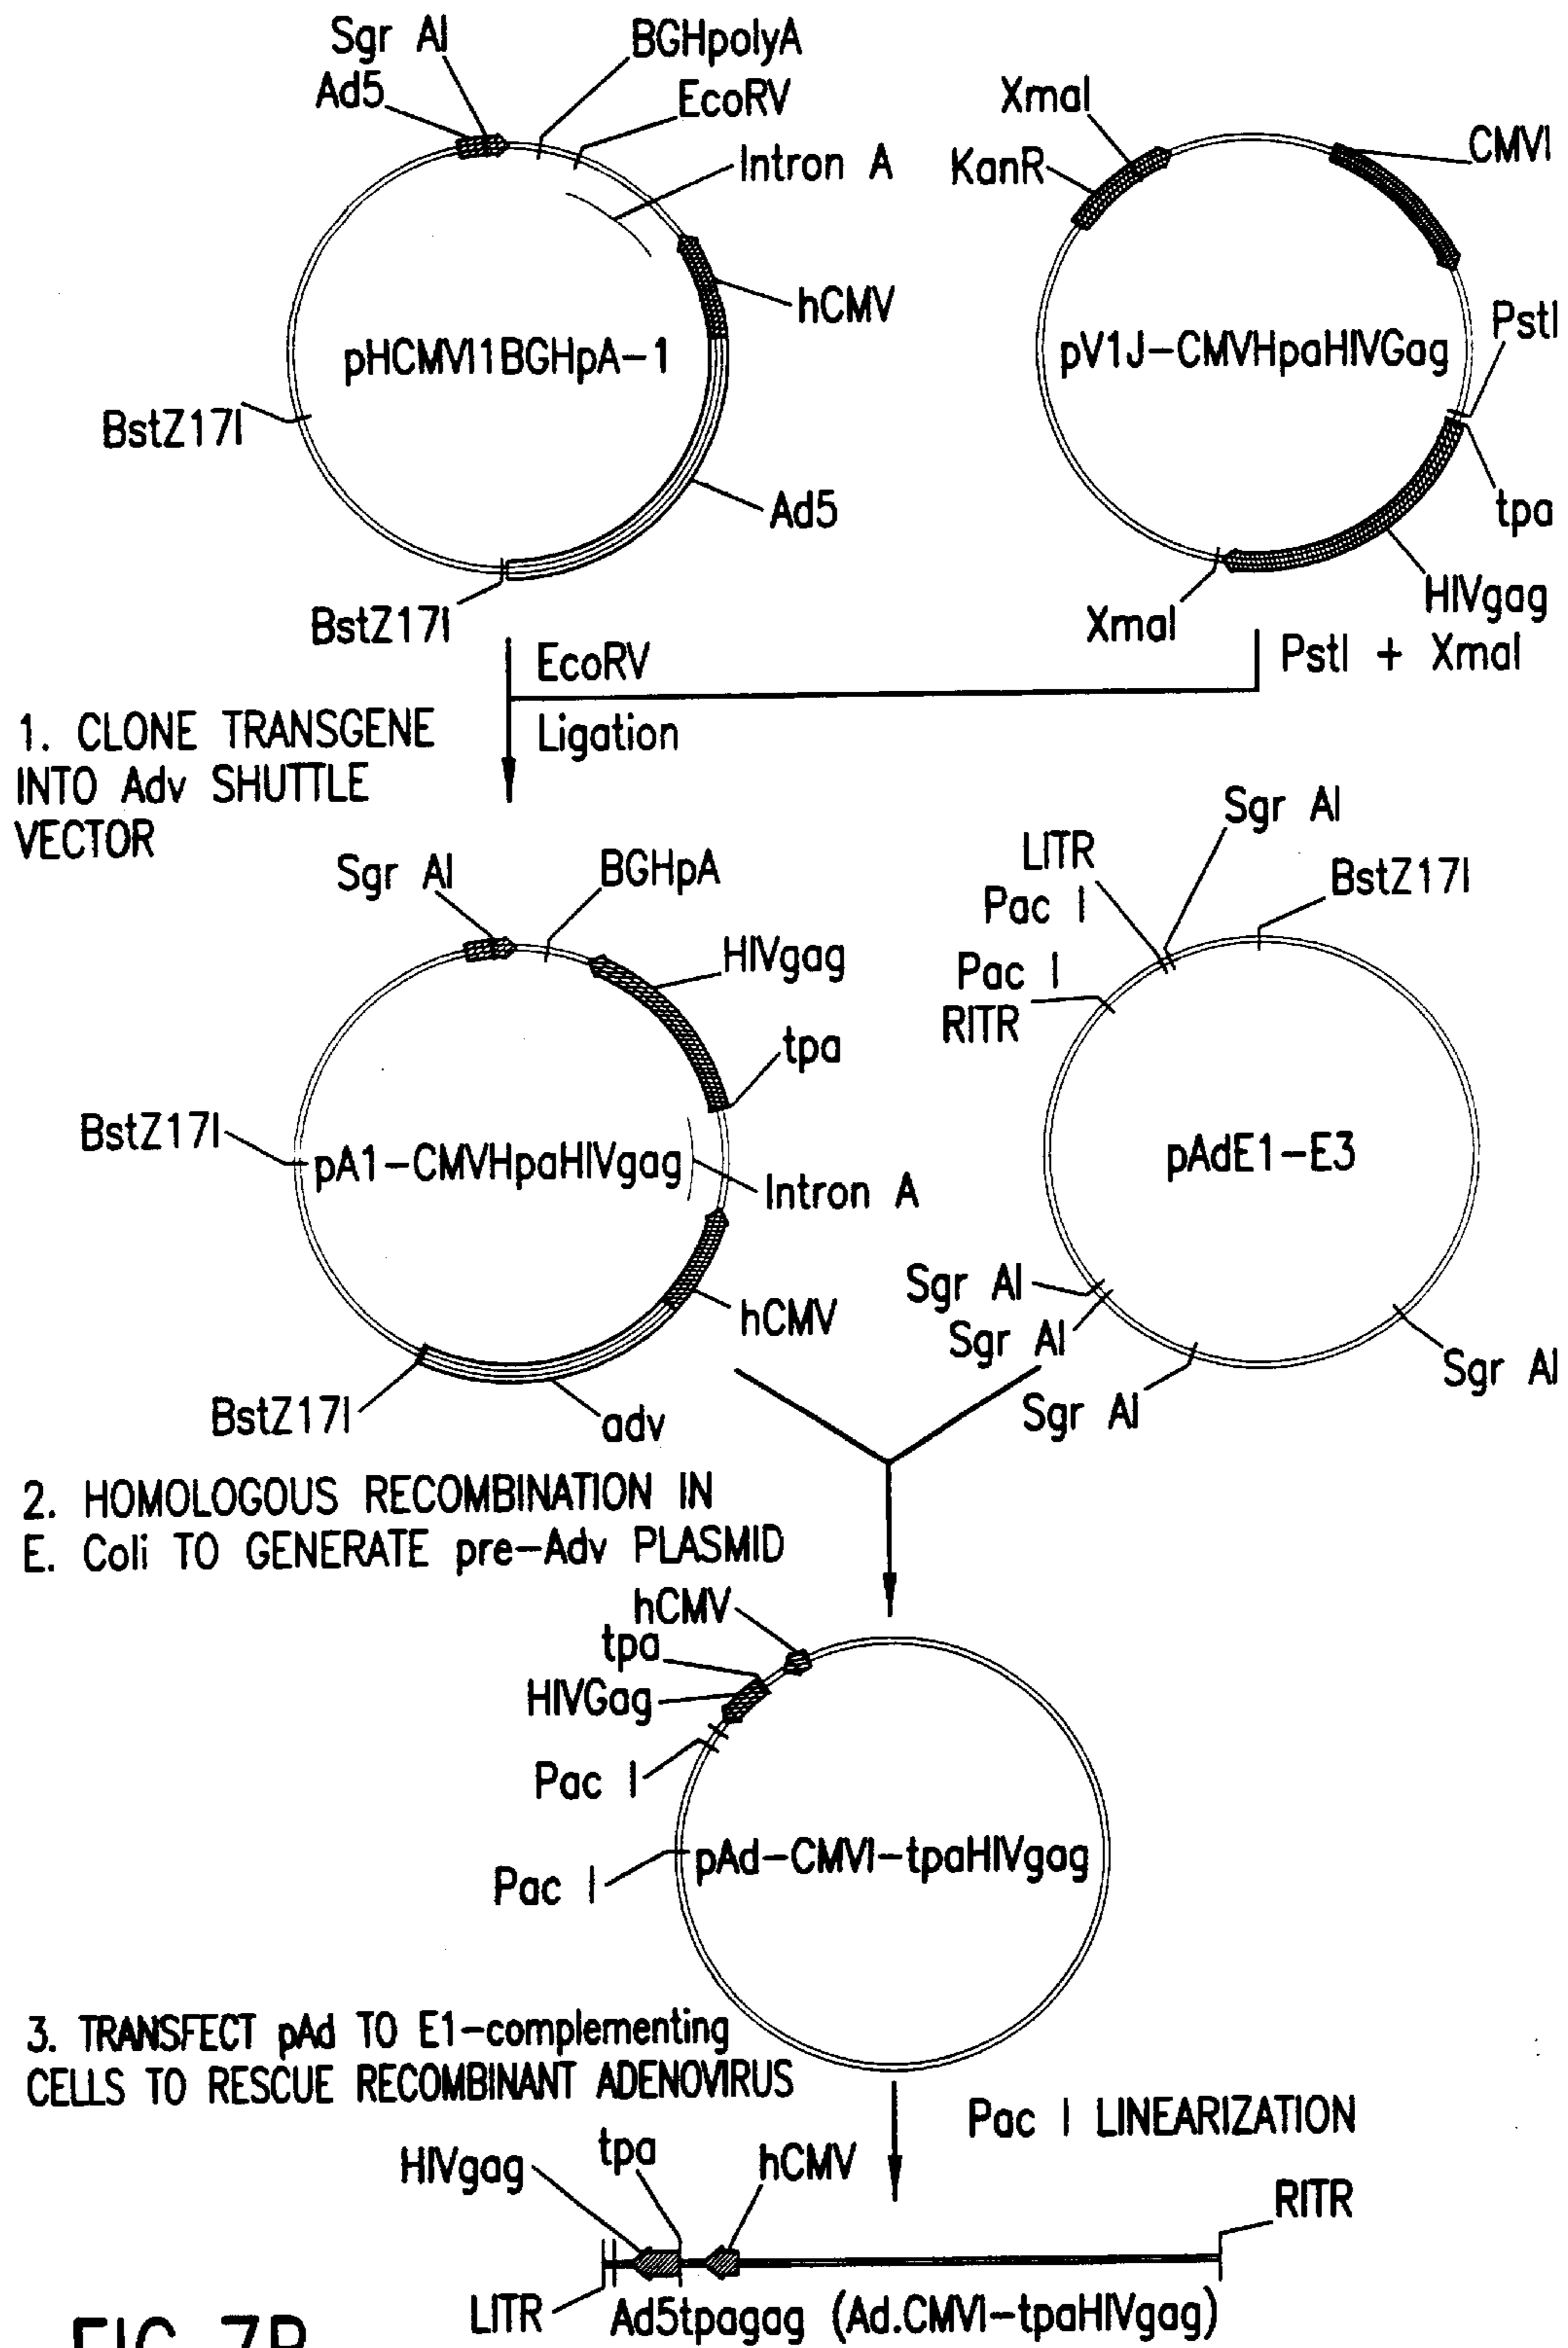 Sgr AI
Ad5
BGHpolyA
EcoRV
Intron A
hCMV
pHCMVI1BGHpA-1
BstZ17I
Ad5
BstZ17I
XmaI
KanR
CMVI
PstI
pV1J-CMVHpaHIVGag
tpa
HIVgag
XmaI
EcoRV
PstI + XmaI
Ligation
1. CLONE TRANSGENE
INTO Adv SHUTTLE
VECTOR
Sgr AI
BGHpA
HIVgag
tpa
BstZ17I
pA1-CMVHpaHIVgag
Intron A
hCMV
BstZ17I
adv
Sgr AI
LITR
Pac I
BstZ17I
Pac I
RITR
pAdE1-E3
Sgr AI
Sgr AI
Sgr AI
Sgr AI
2. HOMOLOGOUS RECOMBINATION IN
E. Coli TO GENERATE pre-Adv PLASMID
hCMV
tpa
HIVGag
Pac I
Pac I
pAd-CMVI-tpaHIVgag
3. TRANSFECT pAd TO E1-complementing
CELLS TO RESCUE RECOMBINANT ADENOVIRUS
Pac I LINEARIZATION
HIVgag
tpa
hCMV
RITR
LITR
Ad5tpagag (Ad.CMVI-tpaHIVgag)
FIG. 7B